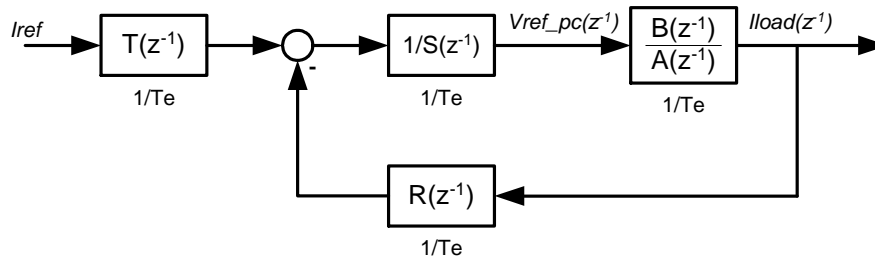 Iref
T(z⁻¹)
1/Te
-
1/S(z⁻¹)
1/Te
Vref_pc(z⁻¹)
B(z⁻¹)
A(z⁻¹)
1/Te
Iload(z⁻¹)
R(z⁻¹)
1/Te